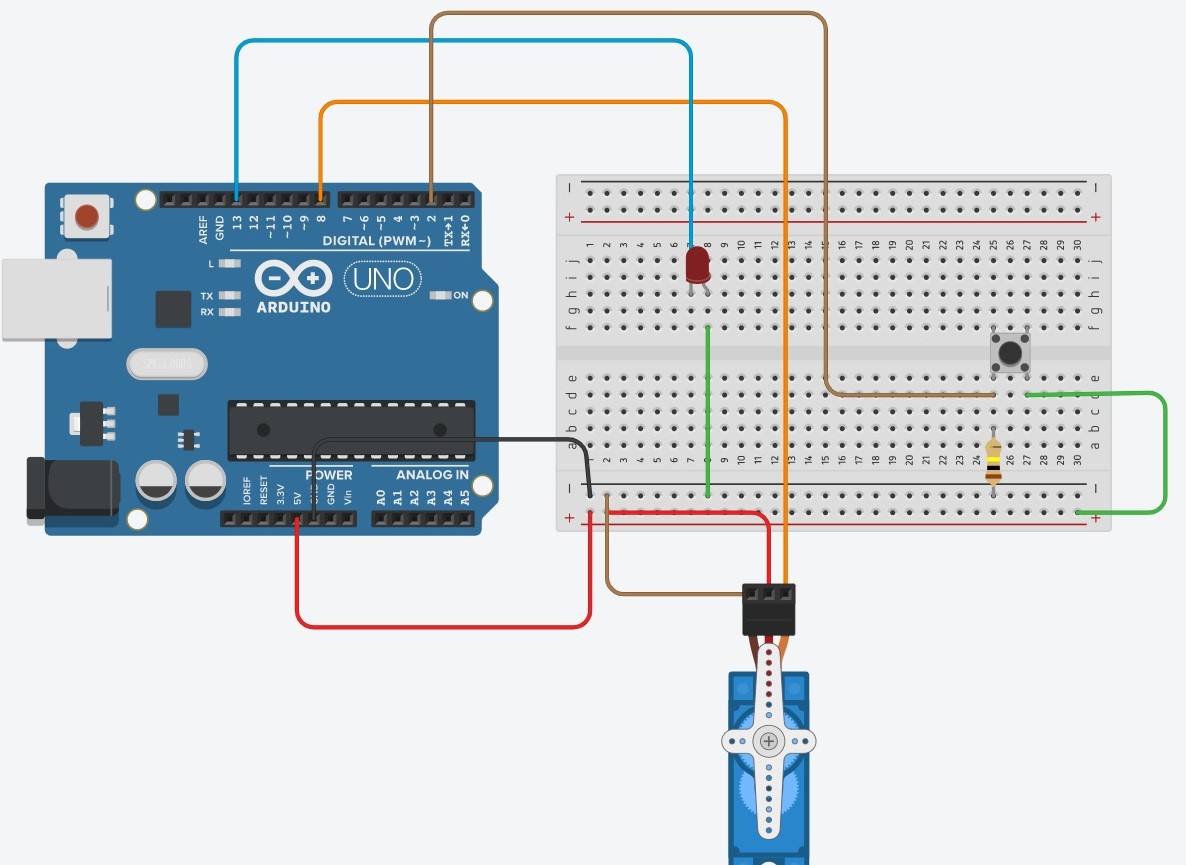 AREF
GND
13
12
~11
~10
~9
8
7
~6
~5
4
~3
2
TX→1
RX←0
DIGITAL (PWM~)
L
TX
RX
UNO
ON
ARDUINO
IOREF
RESET
3.3V
5V
GND
Vin
POWER
ANALOG IN
A0
A1
A2
A3
A4
A5
− −
+ +
1 2 3 4 5 6 8 9 10 11 12 13 14 15 16 17 18 19 20 21 22 23 24 25 26 27 28 29 30
j j
i i
h h
g g
f f
e e
d
c c
b b
a a
1 2 3 4 5 6 7 8 9 10 11 12 13 14 15 16 17 18 19 20 21 22 23 24 26 27 28 29 30
− −
+ +